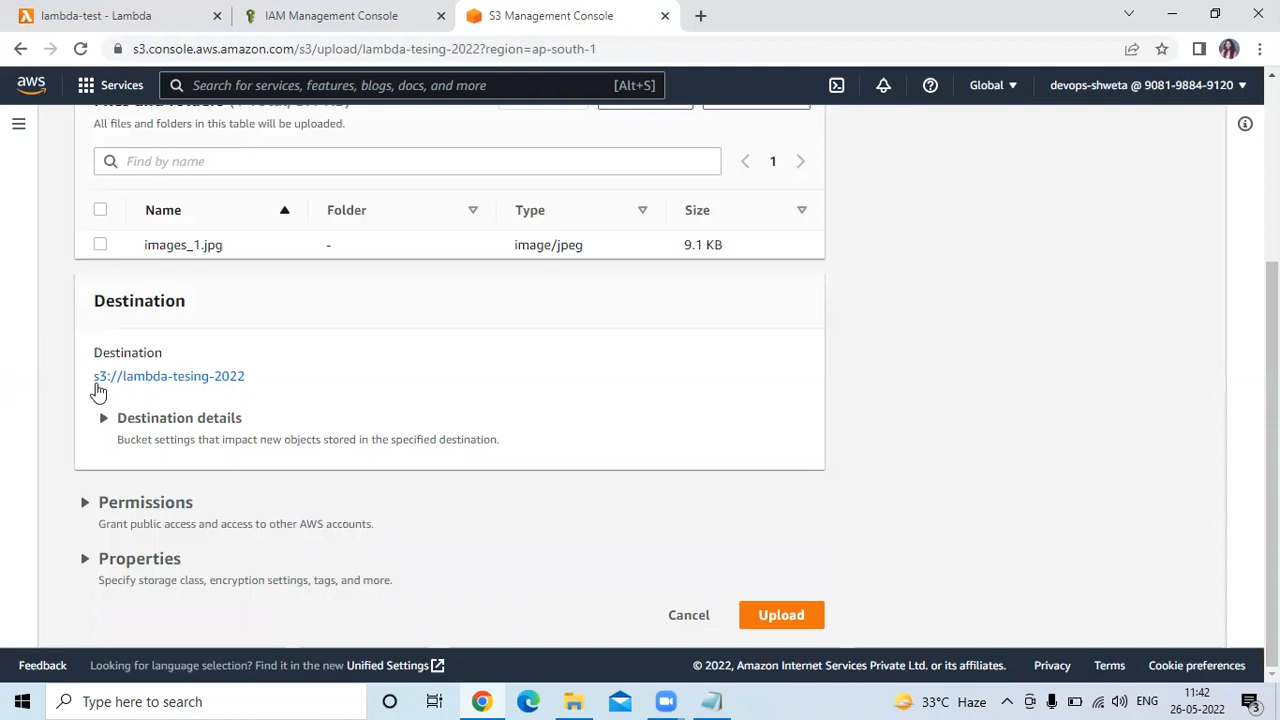 lambda-test - Lambda
IAM Management Console
S3 Management Console
s3.console.aws.amazon.com/s3/upload/lambda-tesing-2022?region=ap-south-1
aws
Services
Search for services, features, blogs, docs, and more
[Alt+S]
Global
devops-shweta @ 9081-9884-9120
All files and folders in this table will be uploaded.
Find by name
1
Name
Folder
Type
Size
images_1.jpg
-
image/jpeg
9.1 KB
Destination
Destination
s3://lambda-tesing-2022
Destination details
Bucket settings that impact new objects stored in the specified destination.
Permissions
Grant public access and access to other AWS accounts.
Properties
Specify storage class, encryption settings, tags, and more.
Cancel
Upload
Feedback
Looking for language selection? Find it in the new Unified Settings
© 2022, Amazon Internet Services Private Ltd. or its affiliates.
Privacy
Terms
Cookie preferences
Type here to search
33°C Haze
ENG
11:42
26-05-2022
3